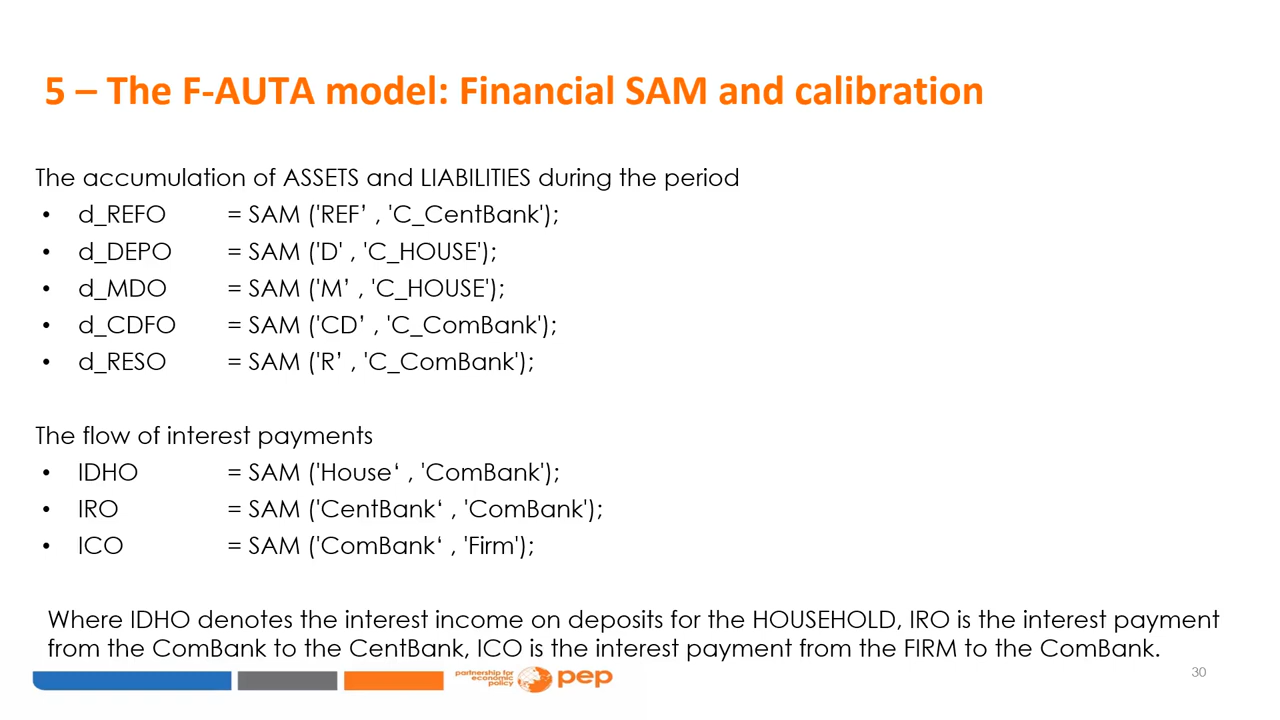 5 – The F-AUTA model: Financial SAM and calibration
The accumulation of ASSETS and LIABILITIES during the period
• d_REFO = SAM ('REF’ , 'C_CentBank');
• d_DEPO = SAM ('D' , 'C_HOUSE');
• d_MDO = SAM ('M’ , 'C_HOUSE');
• d_CDFO = SAM ('CD’ , 'C_ComBank');
• d_RESO = SAM ('R’ , 'C_ComBank');
The flow of interest payments
• IDHO = SAM ('House‘ , 'ComBank');
• IRO = SAM ('CentBank‘ , 'ComBank');
• ICO = SAM ('ComBank‘ , 'Firm');
Where IDHO denotes the interest income on deposits for the HOUSEHOLD, IRO is the interest payment
from the ComBank to the CentBank, ICO is the interest payment from the FIRM to the ComBank.
partnership for
economic
policy
pep
30